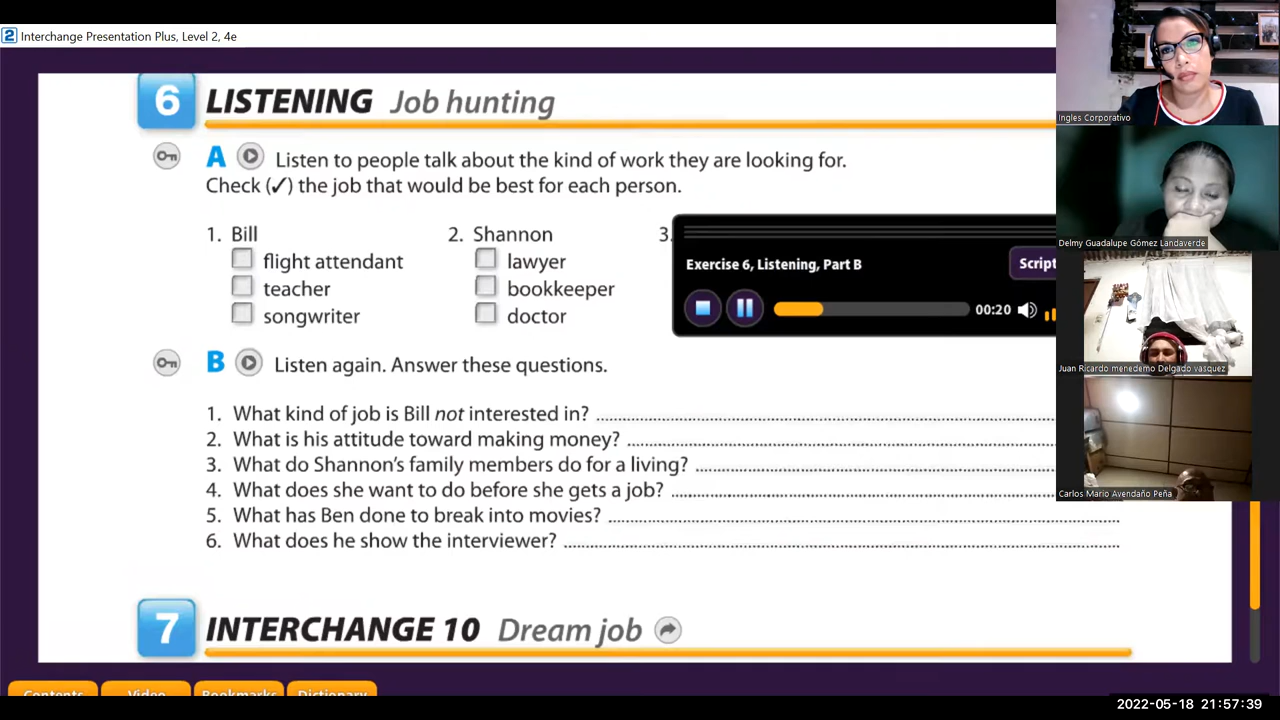 Interchange Presentation Plus, Level 2, 4e
6 LISTENING Job hunting
A Listen to people talk about the kind of work they are looking for.
Check (✓) the job that would be best for each person.
1. Bill
flight attendant
teacher
songwriter
2. Shannon
lawyer
bookkeeper
doctor
3.
Exercise 6, Listening, Part B
Script
00:20
B Listen again. Answer these questions.
1. What kind of job is Bill not interested in?
2. What is his attitude toward making money?
3. What do Shannon's family members do for a living?
4. What does she want to do before she gets a job?
5. What has Ben done to break into movies?
6. What does he show the interviewer?
7 INTERCHANGE 10 Dream job
Contents Video Bookmarks Dictionary
Ingles Corporativo
Delmy Guadalupe Gómez Landaverde
Juan Ricardo menedemo Delgado vasquez
Carlos Mario Avendaño Peña
2022-05-18 21:57:39